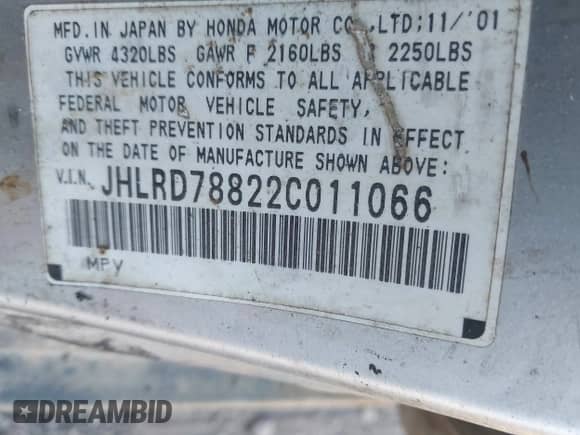 MFD. IN JAPAN BY HONDA MOTOR CO.,LTD;11/'01
GVWR 4320LBS GAWR F 2160LBS R 2250LBS
THIS VEHICLE CONFORMS TO ALL APPLICABLE
FEDERAL MOTOR VEHICLE SAFETY,
AND THEFT PREVENTION STANDARDS IN EFFECT
ON THE DATE OF MANUFACTURE SHOWN ABOVE:
V.I.N. JHLRD78822C011066
MPV
DREAMBID